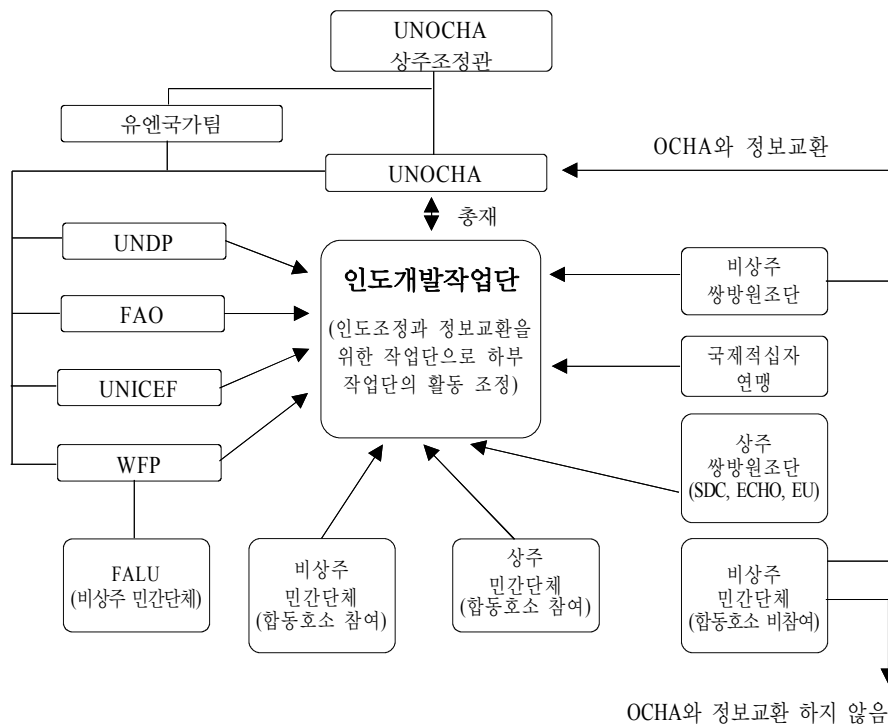 UNOCHA
상주조정관
유엔국가팀
OCHA와 정보교환
UNOCHA
총재
UNDP
FAO
UNICEF
WFP
인도개발작업단
(인도조정과 정보교환을
위한 작업단으로 하부
작업단의 활동 조정)
비상주
쌍방원조단
국제적십자
연맹
상주
쌍방원조단
(SDC, ECHO, EU)
FALU
(비상주 민간단체)
비상주
민간단체
(합동호소 참여)
상주
민간단체
(합동호소 참여)
비상주
민간단체
(합동호소 비참여)
OCHA와 정보교환 하지 않음